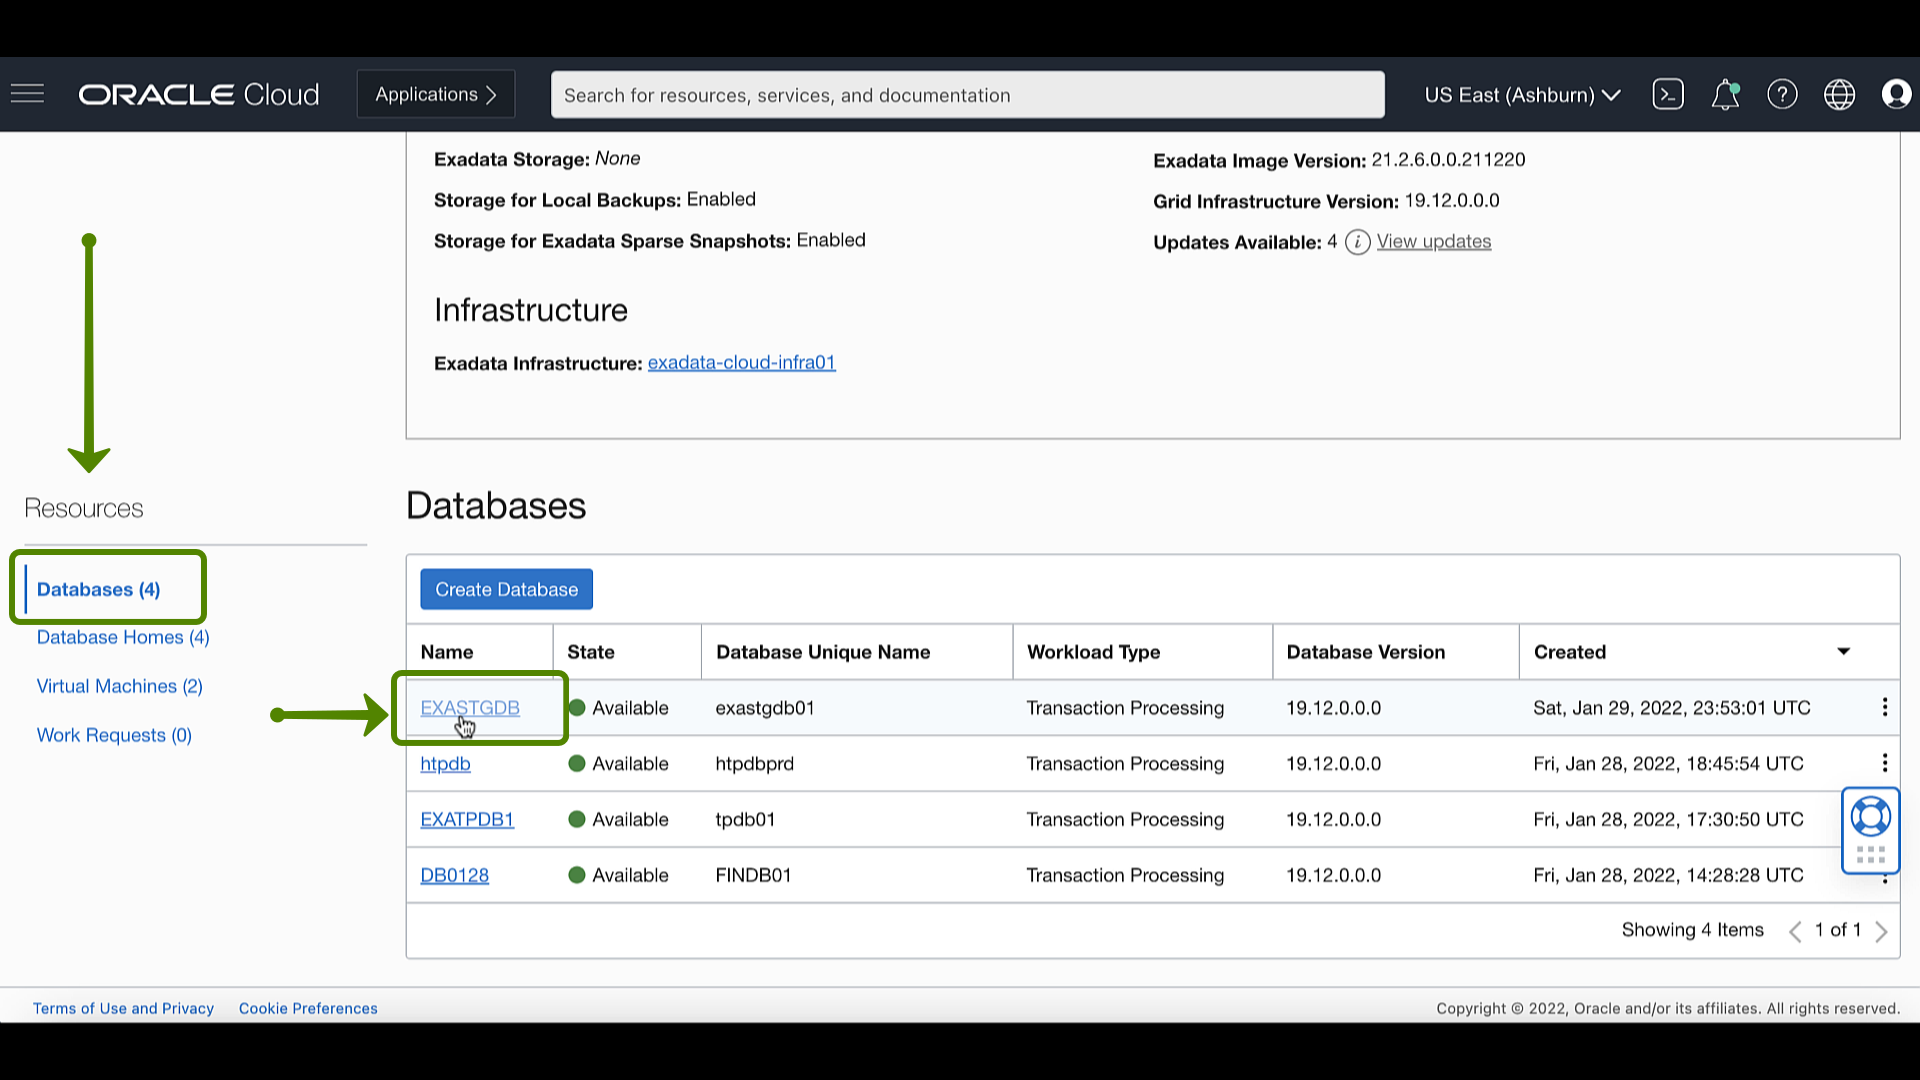 ORACLE Cloud
Applications
Search for resources, services, and documentation
US East (Ashburn)
Exadata Storage: None
Storage for Local Backups: Enabled
Storage for Exadata Sparse Snapshots: Enabled
Exadata Image Version: 21.2.6.0.0.211220
Grid Infrastructure Version: 19.12.0.0.0
Updates Available: 4 i View updates
Infrastructure
Exadata Infrastructure: exadata-cloud-infra01
Resources
Databases (4)
Database Homes (4)
Virtual Machines (2)
Work Requests (0)
Databases
Create Database
Name State Database Unique Name Workload Type Database Version Created
EXASTGDB Available exastgdb01 Transaction Processing 19.12.0.0.0 Sat, Jan 29, 2022, 23:53:01 UTC
htpdb Available htpdbprd Transaction Processing 19.12.0.0.0 Fri, Jan 28, 2022, 18:45:54 UTC
EXATPDB1 Available tpdb01 Transaction Processing 19.12.0.0.0 Fri, Jan 28, 2022, 17:30:50 UTC
DB0128 Available FINDB01 Transaction Processing 19.12.0.0.0 Fri, Jan 28, 2022, 14:28:28 UTC
Showing 4 Items 1 of 1
Terms of Use and Privacy Cookie Preferences
Copyright © 2022, Oracle and/or its affiliates. All rights reserved.